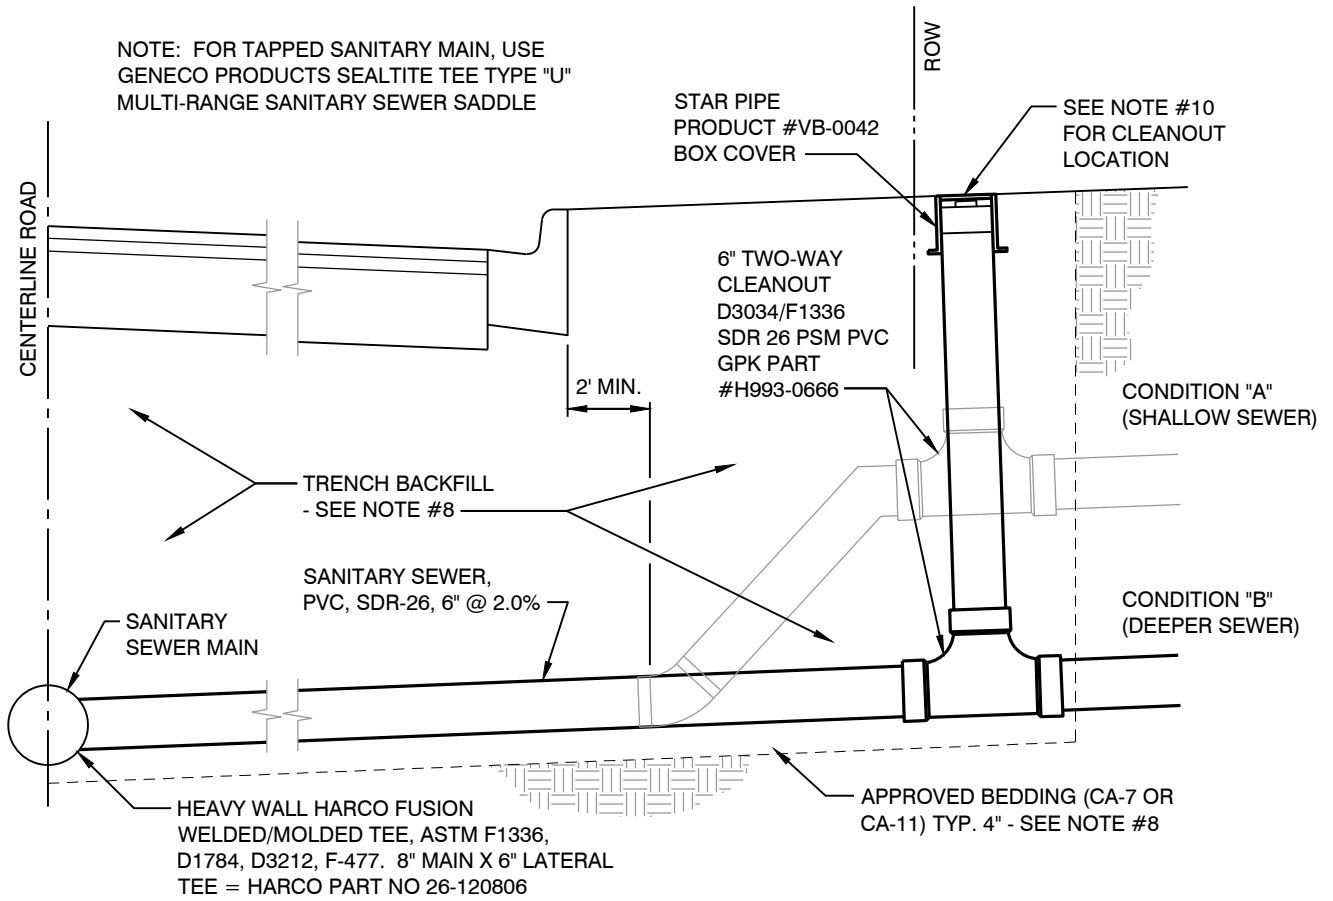 NOTE:  FOR TAPPED SANITARY MAIN, USE
GENECO PRODUCTS SEALTITE TEE TYPE "U"
MULTI-RANGE SANITARY SEWER SADDLE
ROW
STAR PIPE
PRODUCT #VB-0042
BOX COVER
SEE NOTE #10
FOR CLEANOUT
LOCATION
CENTERLINE ROAD
6" TWO-WAY
CLEANOUT
D3034/F1336
SDR 26 PSM PVC
GPK PART
#H993-0666
2' MIN.
CONDITION "A"
(SHALLOW SEWER)
TRENCH BACKFILL
- SEE NOTE #8
SANITARY SEWER,
PVC, SDR-26, 6" @ 2.0%
CONDITION "B"
(DEEPER SEWER)
SANITARY
SEWER MAIN
HEAVY WALL HARCO FUSION
WELDED/MOLDED TEE, ASTM F1336,
D1784, D3212, F-477.  8" MAIN X 6" LATERAL
TEE = HARCO PART NO 26-120806
APPROVED BEDDING (CA-7 OR
CA-11) TYP. 4" - SEE NOTE #8